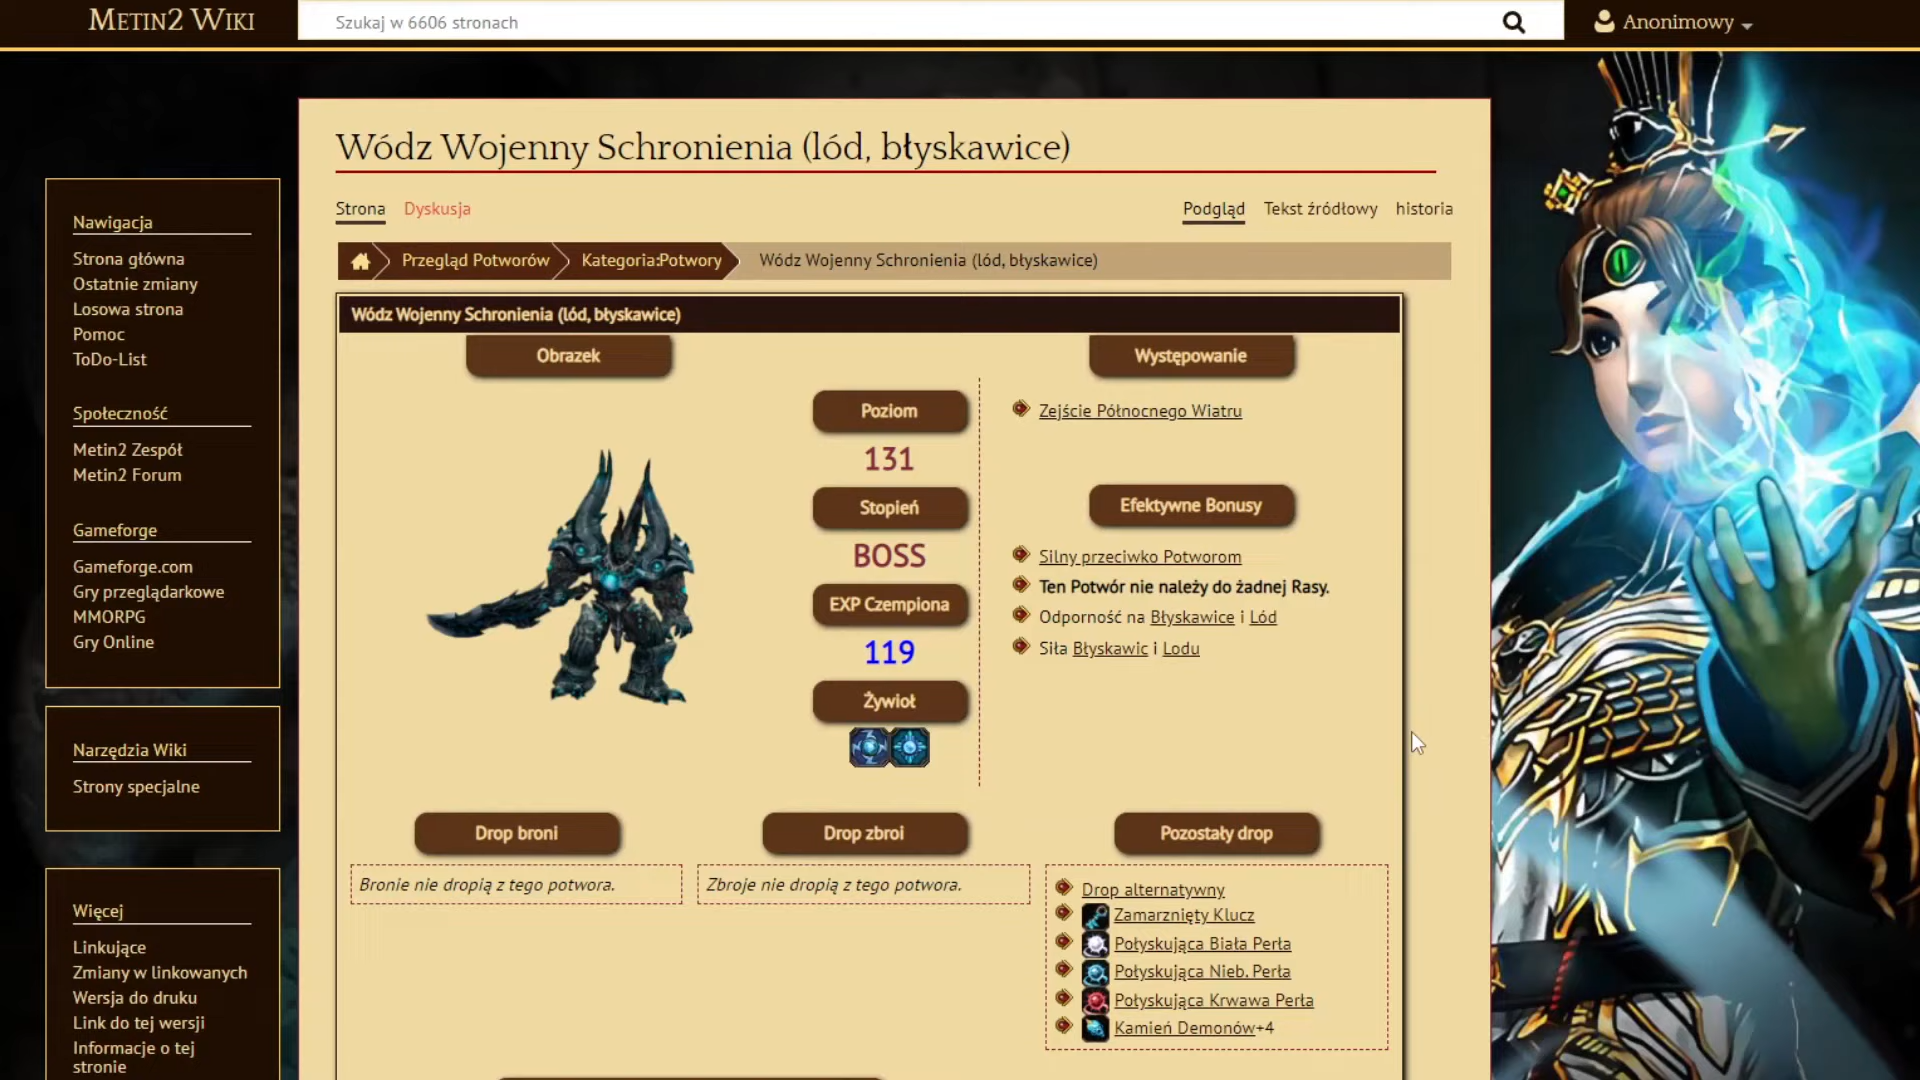 Metin2 Wiki
Szukaj w 6606 stronach
Anonimowy
Nawigacja
Strona główna
Ostatnie zmiany
Losowa strona
Pomoc
ToDo-List
Społeczność
Metin2 Zespół
Metin2 Forum
Gameforge
Gameforge.com
Gry przeglądarkowe
MMORPG
Gry Online
Narzędzia Wiki
Strony specjalne
Więcej
Linkujące
Zmiany w linkowanych
Wersja do druku
Link do tej wersji
Informacje o tej
stronie
Wódz Wojenny Schronienia (lód, błyskawice)
Strona Dyskusja
Podgląd Tekst źródłowy historia
Przegląd Potworów Kategoria:Potwory Wódz Wojenny Schronienia (lód, błyskawice)
Wódz Wojenny Schronienia (lód, błyskawice)
Obrazek
Poziom
131
Stopień
BOSS
EXP Czempiona
119
Żywioł
Występowanie
Zejście Północnego Wiatru
Efektywne Bonusy
Silny przeciwko Potworom
Ten Potwór nie należy do żadnej Rasy.
Odporność na Błyskawice i Lód
Siła Błyskawic i Lodu
Drop broni
Bronie nie dropią z tego potwora.
Drop zbroi
Zbroje nie dropią z tego potwora.
Pozostały drop
Drop alternatywny
Zamarznięty Klucz
Połyskująca Biała Perła
Połyskująca Nieb. Perła
Połyskująca Krwawa Perła
Kamień Demonów+4